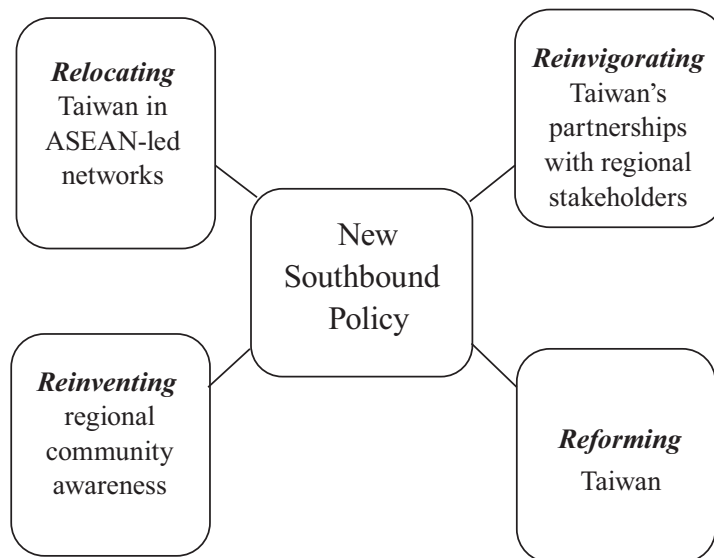 Relocating
Taiwan in
ASEAN-led
networks
Reinvigorating
Taiwan’s
partnerships
with regional
stakeholders
New
Southbound
Policy
Reinventing
regional
community
awareness
Reforming
Taiwan